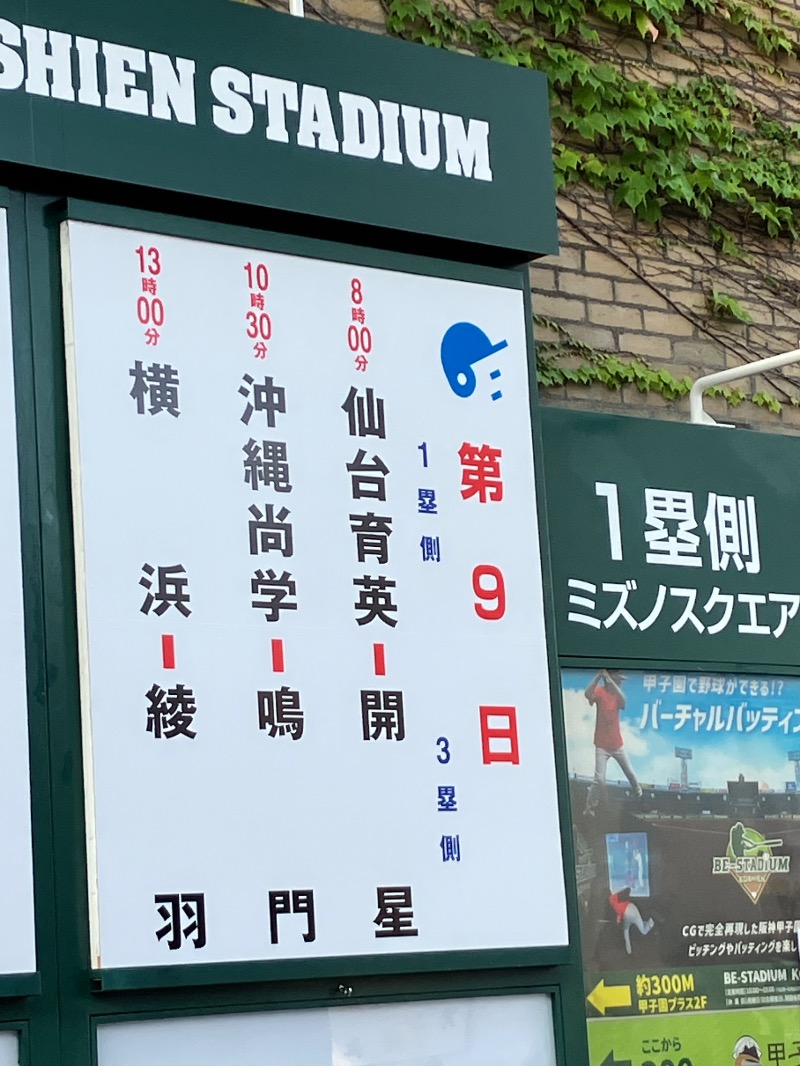 SHIEN STADIUM
第9日
1塁側
3塁側
8時00分
仙台育英-開星
10時30分
沖縄尚学-鳴門
13時00分
横浜-綾羽
1塁側
ミズノスクエア
甲子園で野球ができる!?
バーチャルバッティン
BE-STADIUM
KOSHIEN
CGで完全再現した阪神甲子
ピッチングやバッティングを楽し
約300M
甲子園プラス2F
BE-STADIUM
ここから
甲子